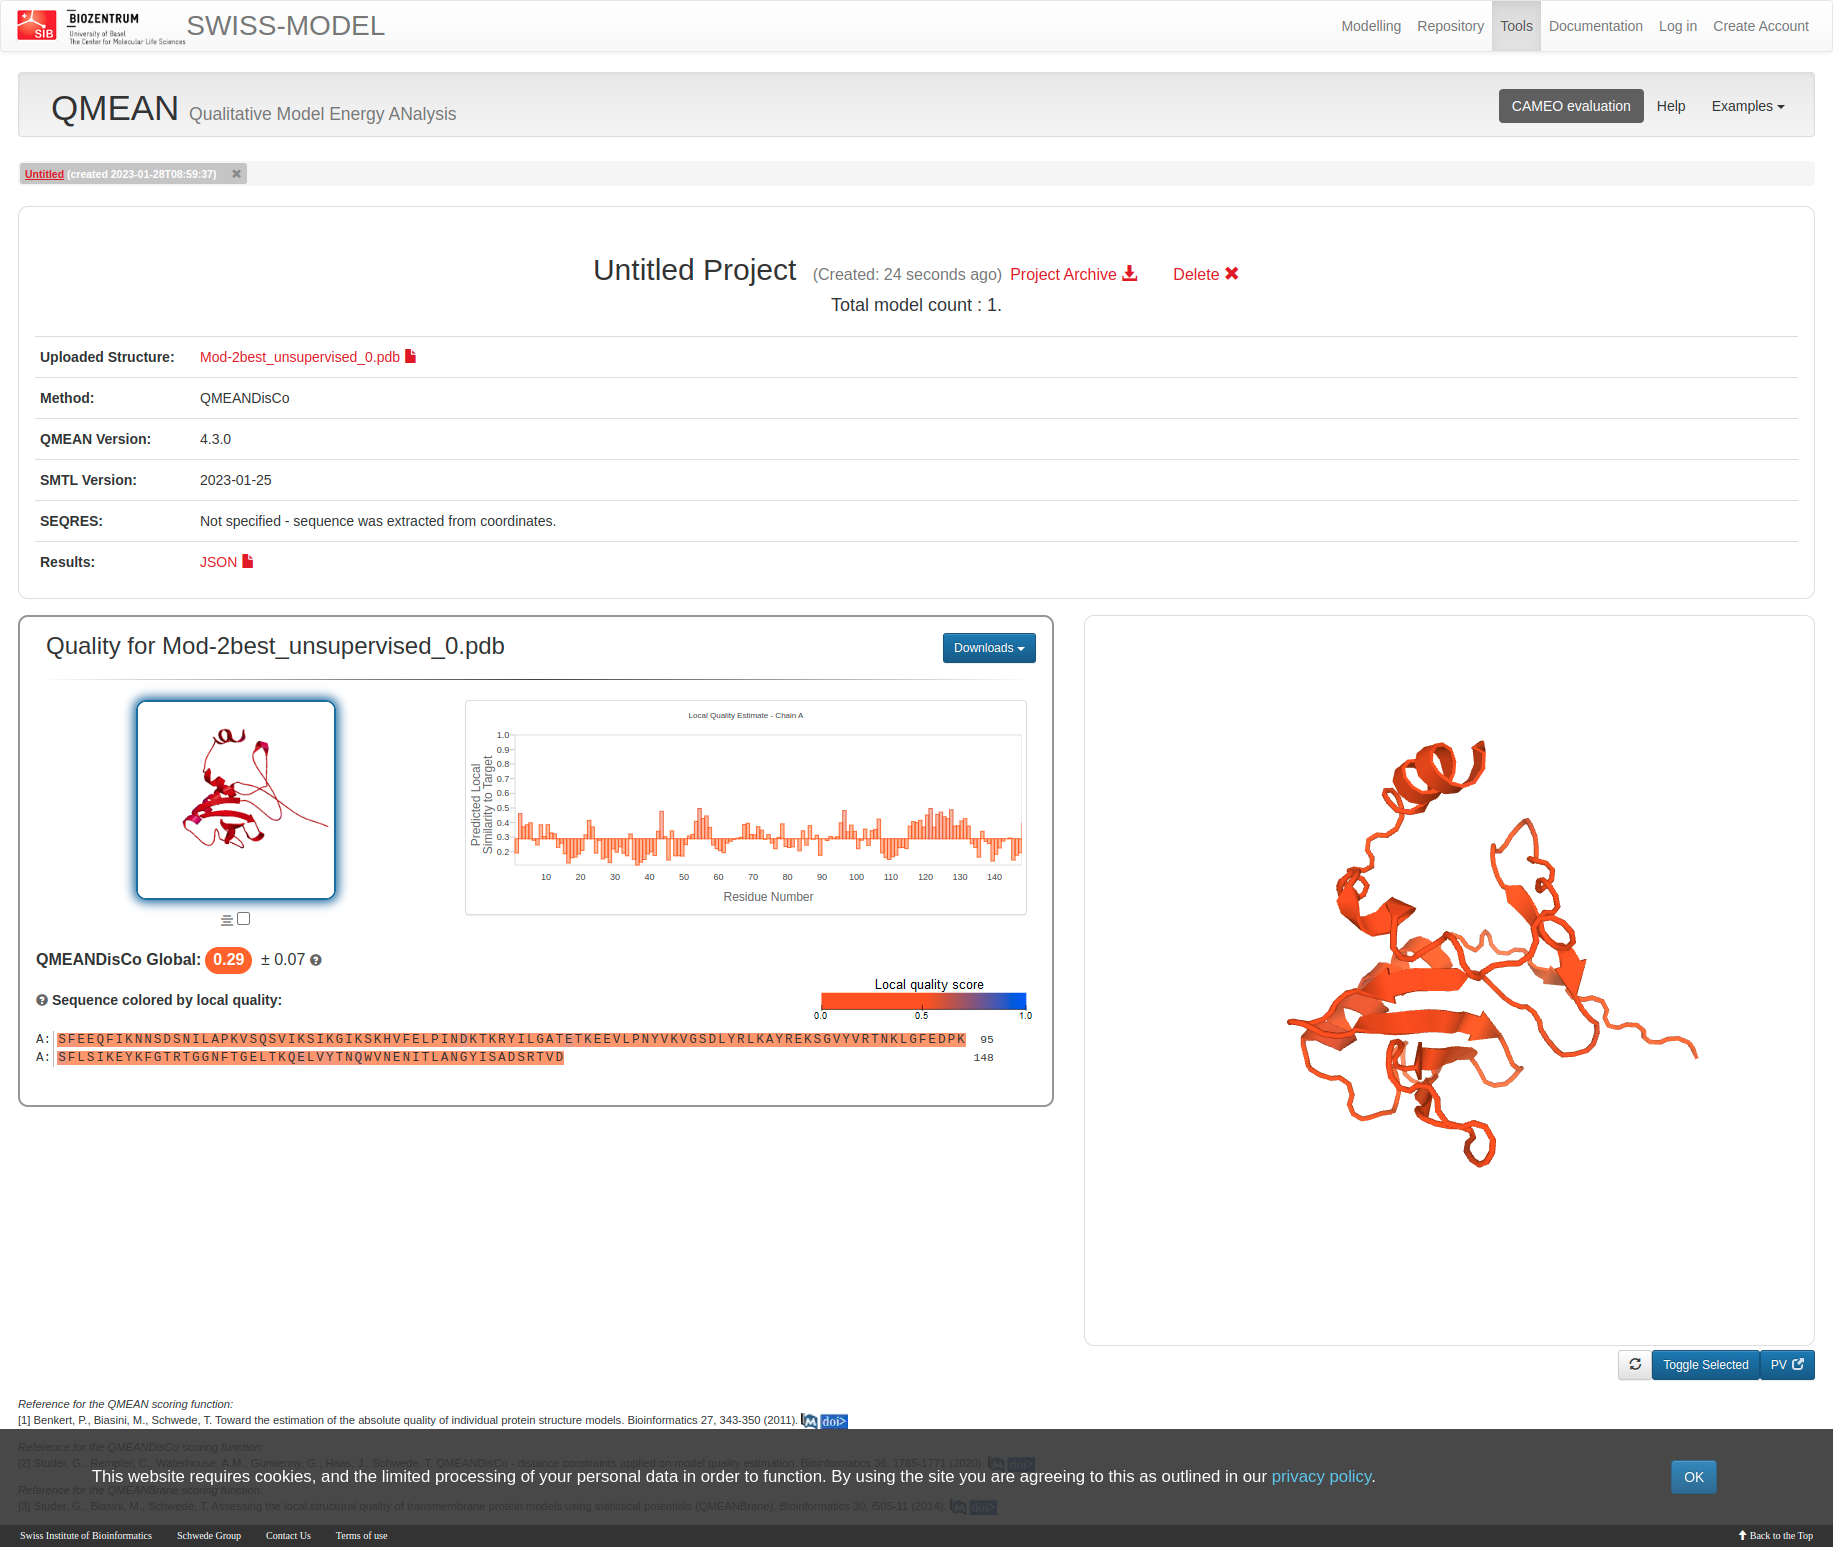 SIB
BIOZENTRUM
University of Basel
The Center for Molecular Life Sciences
SWISS-MODEL
Modelling Repository Tools Documentation Log in Create Account
QMEAN Qualitative Model Energy ANalysis
CAMEO evaluation Help Examples
Untitled (created 2023-01-28T08:59:37) ✖
Untitled Project (Created: 24 seconds ago) Project Archive Delete ✖
Total model count : 1.
Uploaded Structure: Mod-2best_unsupervised_0.pdb
Method: QMEANDisCo
QMEAN Version: 4.3.0
SMTL Version: 2023-01-25
SEQRES: Not specified - sequence was extracted from coordinates.
Results: JSON
Quality for Mod-2best_unsupervised_0.pdb
Downloads
Local Quality Estimate - Chain A
Predicted Local
Similarity to Target
1.0
0.9
0.8
0.7
0.6
0.5
0.4
0.3
0.2
10 20 30 40 50 60 70 80 90 100 110 120 130 140
Residue Number
QMEANDisCo Global: 0.29 ± 0.07 ?
? Sequence colored by local quality:
Local quality score
0.0 0.5 1.0
A: SFEEQFIKNNSDSNILAPKVSQSVIKSIKGIKSKHVFELPINDKTKRYILGATETKEEVLPNYVKVGSDLYRLKAYREKSGVYVRTNKLGFEDPK 95
A: SFLSIKEYKFGTRTGGNFTGELTKQELVYTNQWVNENITLANGYISADSRTVD 148
Toggle Selected PV
Reference for the QMEAN scoring function:
[1] Benkert, P., Biasini, M., Schwede, T. Toward the estimation of the absolute quality of individual protein structure models. Bioinformatics 27, 343-350 (2011). M doi>
Reference for the QMEANDisCo scoring function:
[2] Studer, G., Rempfer, C., Waterhouse, A.M., Gumienny, G., Haas, J., Schwede, T. QMEANDisCo - distance constraints applied on model quality estimation. Bioinformatics 36, 1765-1771 (2020). M doi>
This website requires cookies, and the limited processing of your personal data in order to function. By using the site you are agreeing to this as outlined in our privacy policy.
OK
Reference for the QMEANBrane scoring function:
[3] Studer, G., Biasini, M., Schwede, T. Assessing the local structural quality of transmembrane protein models using statistical potentials (QMEANBrane). Bioinformatics 30, i505-11 (2014). M doi>
Swiss Institute of Bioinformatics Schwede Group Contact Us Terms of use Back to the Top